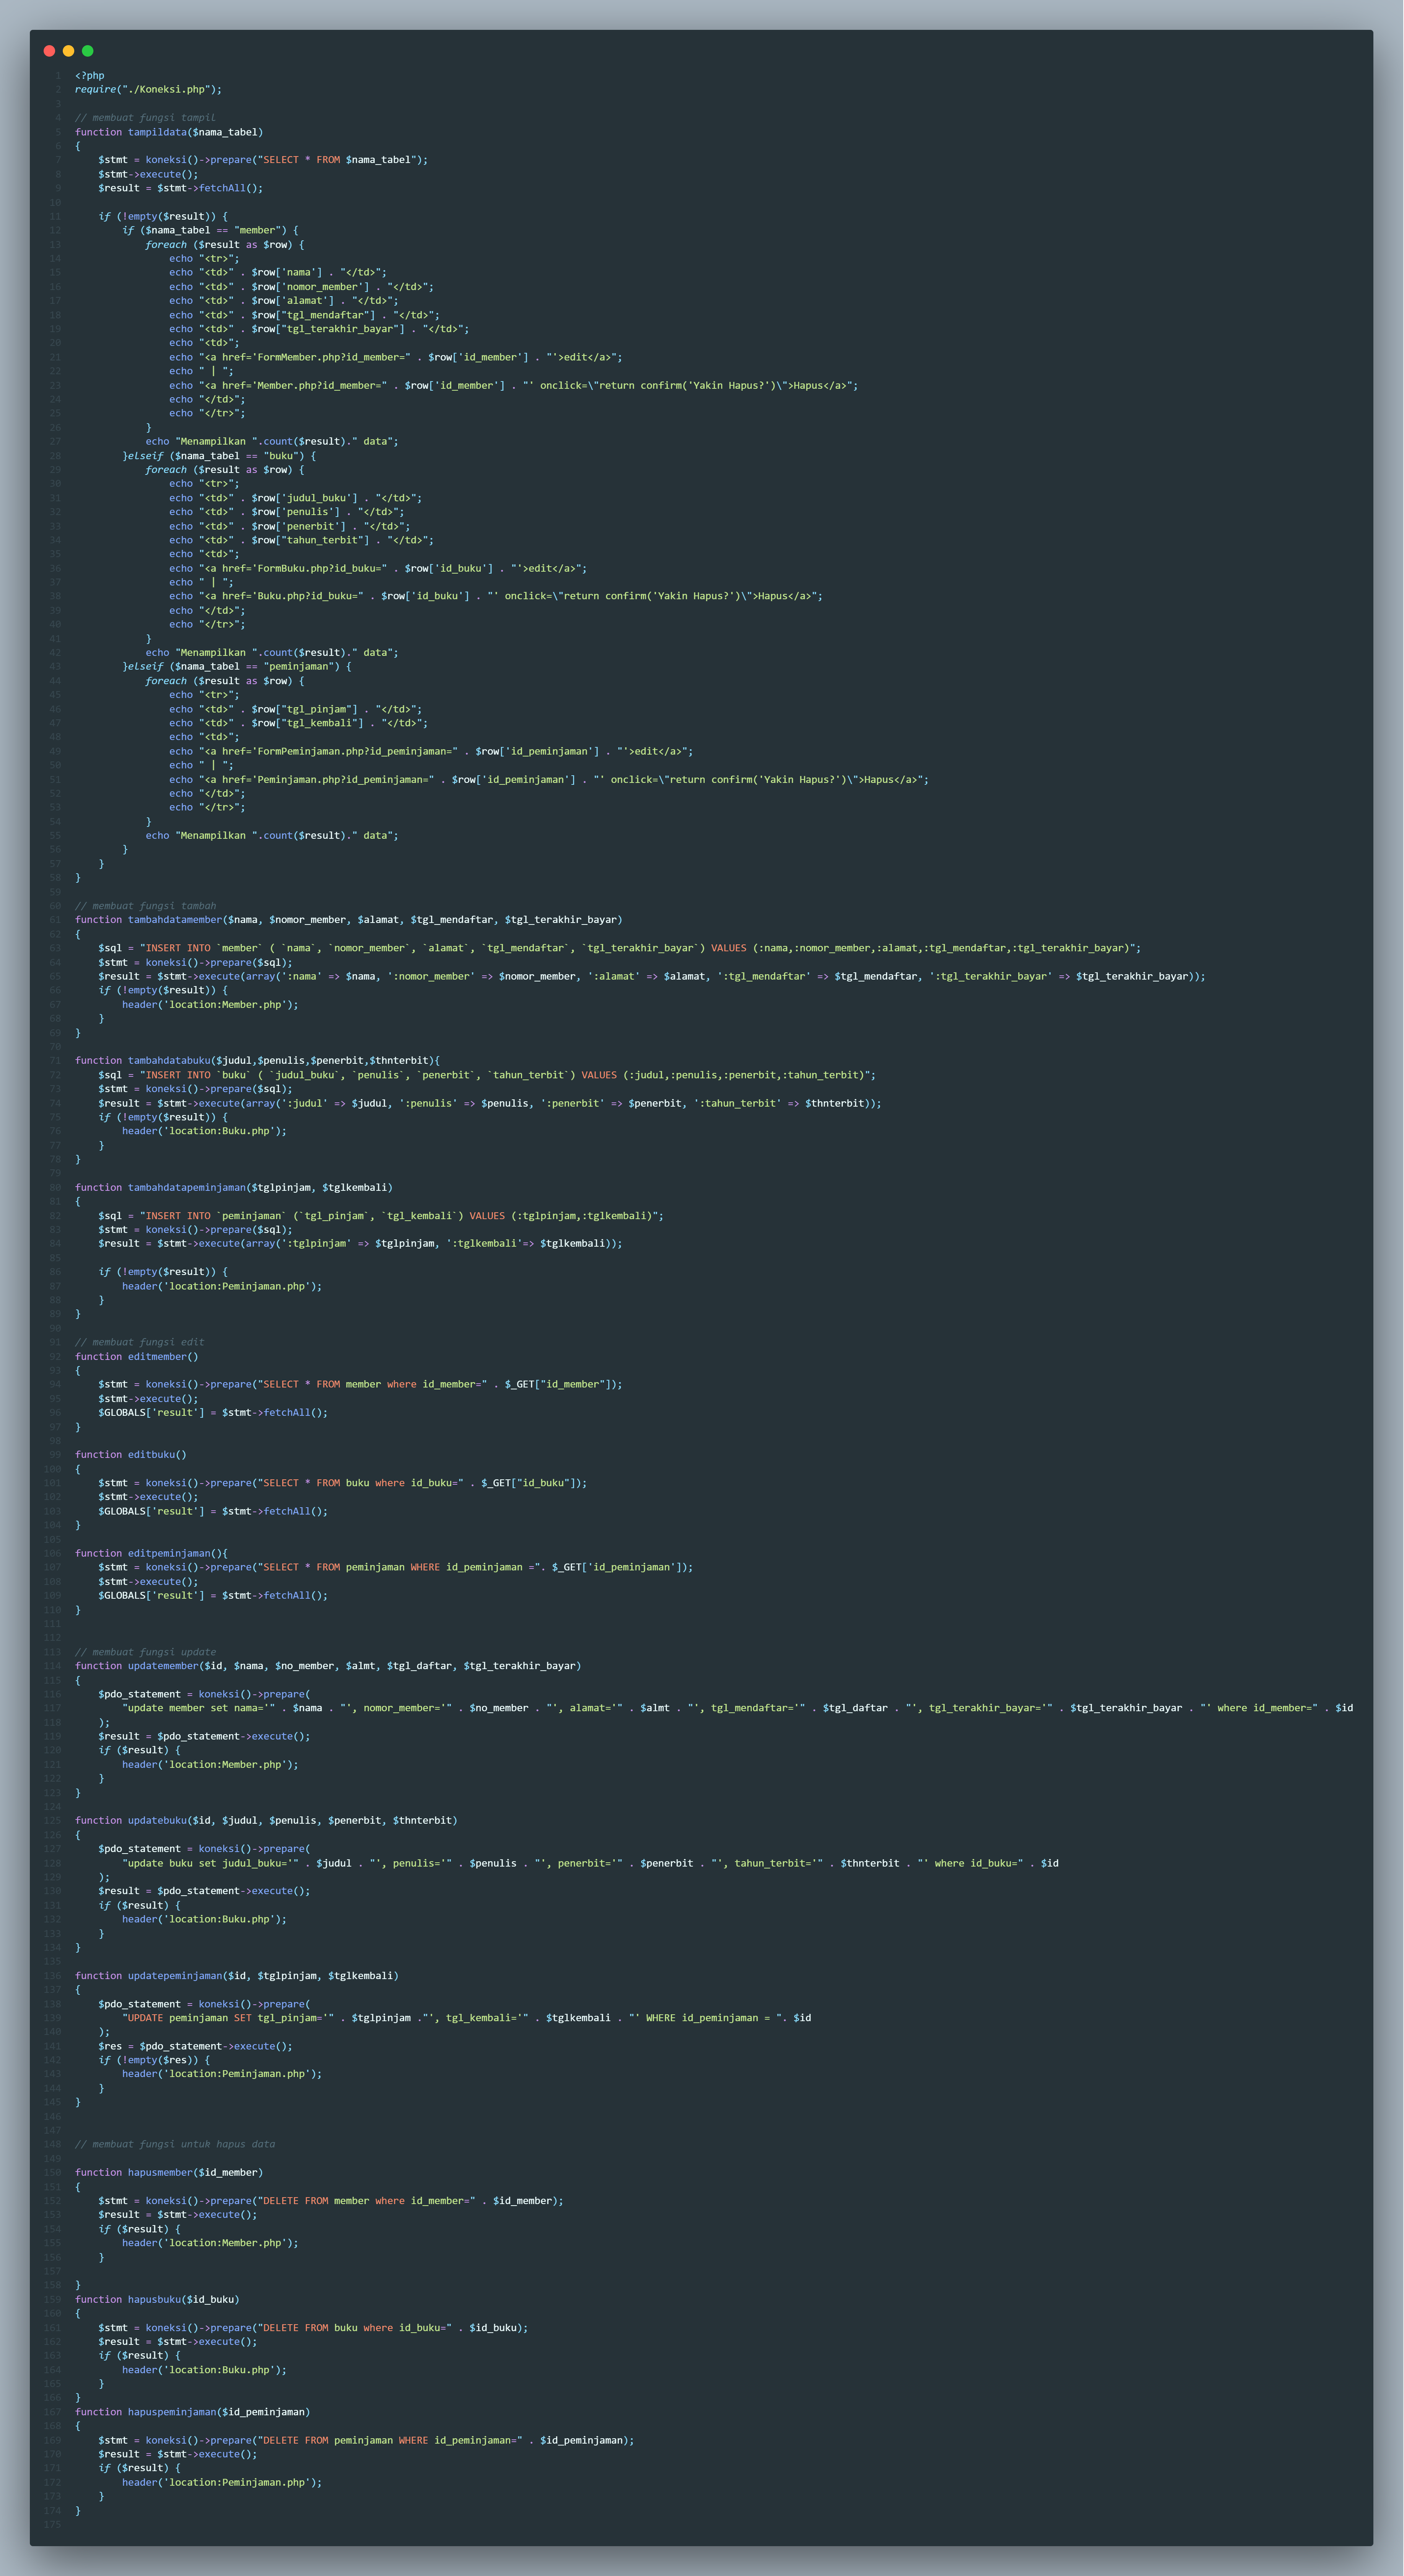 1 <?php
2 require("./Koneksi.php");
3
4 // membuat fungsi tampil
5 function tampildata($nama_tabel)
6 {
7     $stmt = koneksi()->prepare("SELECT * FROM $nama_tabel");
8     $stmt->execute();
9     $result = $stmt->fetchAll();
10
11     if (!empty($result)) {
12         if ($nama_tabel == "member") {
13             foreach ($result as $row) {
14                 echo "<tr>";
15                 echo "<td>" . $row['nama'] . "</td>";
16                 echo "<td>" . $row['nomor_member'] . "</td>";
17                 echo "<td>" . $row['alamat'] . "</td>";
18                 echo "<td>" . $row["tgl_mendaftar"] . "</td>";
19                 echo "<td>" . $row["tgl_terakhir_bayar"] . "</td>";
20                 echo "<td>";
21                 echo "<a href='FormMember.php?id_member=" . $row['id_member'] . "'>edit</a>";
22                 echo " | ";
23                 echo "<a href='Member.php?id_member=" . $row['id_member'] . "' onclick=\"return confirm('Yakin Hapus?')\">Hapus</a>";
24                 echo "</td>";
25                 echo "</tr>";
26             }
27             echo "Menampilkan ".count($result)." data";
28         }elseif ($nama_tabel == "buku") {
29             foreach ($result as $row) {
30                 echo "<tr>";
31                 echo "<td>" . $row['judul_buku'] . "</td>";
32                 echo "<td>" . $row['penulis'] . "</td>";
33                 echo "<td>" . $row['penerbit'] . "</td>";
34                 echo "<td>" . $row["tahun_terbit"] . "</td>";
35                 echo "<td>";
36                 echo "<a href='FormBuku.php?id_buku=" . $row['id_buku'] . "'>edit</a>";
37                 echo " | ";
38                 echo "<a href='Buku.php?id_buku=" . $row['id_buku'] . "' onclick=\"return confirm('Yakin Hapus?')\">Hapus</a>";
39                 echo "</td>";
40                 echo "</tr>";
41             }
42             echo "Menampilkan ".count($result)." data";
43         }elseif ($nama_tabel == "peminjaman") {
44             foreach ($result as $row) {
45                 echo "<tr>";
46                 echo "<td>" . $row["tgl_pinjam"] . "</td>";
47                 echo "<td>" . $row["tgl_kembali"] . "</td>";
48                 echo "<td>";
49                 echo "<a href='FormPeminjaman.php?id_peminjaman=" . $row['id_peminjaman'] . "'>edit</a>";
50                 echo " | ";
51                 echo "<a href='Peminjaman.php?id_peminjaman=" . $row['id_peminjaman'] . "' onclick=\"return confirm('Yakin Hapus?')\">Hapus</a>";
52                 echo "</td>";
53                 echo "</tr>";
54             }
55             echo "Menampilkan ".count($result)." data";
56         }
57     }
58 }
59
60 // membuat fungsi tambah
61 function tambahdatamember($nama, $nomor_member, $alamat, $tgl_mendaftar, $tgl_terakhir_bayar)
62 {
63     $sql = "INSERT INTO `member` ( `nama`, `nomor_member`, `alamat`, `tgl_mendaftar`, `tgl_terakhir_bayar`) VALUES (:nama,:nomor_member,:alamat,:tgl_mendaftar,:tgl_terakhir_bayar)";
64     $stmt = koneksi()->prepare($sql);
65     $result = $stmt->execute(array(':nama' => $nama, ':nomor_member' => $nomor_member, ':alamat' => $alamat, ':tgl_mendaftar' => $tgl_mendaftar, ':tgl_terakhir_bayar' => $tgl_terakhir_bayar));
66     if (!empty($result)) {
67         header('location:Member.php');
68     }
69 }
70
71 function tambahdatabuku($judul,$penulis,$penerbit,$thnterbit){
72     $sql = "INSERT INTO `buku` ( `judul_buku`, `penulis`, `penerbit`, `tahun_terbit`) VALUES (:judul,:penulis,:penerbit,:tahun_terbit)";
73     $stmt = koneksi()->prepare($sql);
74     $result = $stmt->execute(array(':judul' => $judul, ':penulis' => $penulis, ':penerbit' => $penerbit, ':tahun_terbit' => $thnterbit));
75     if (!empty($result)) {
76         header('location:Buku.php');
77     }
78 }
79
80 function tambahdatapeminjaman($tglpinjam, $tglkembali)
81 {
82     $sql = "INSERT INTO `peminjaman` (`tgl_pinjam`, `tgl_kembali`) VALUES (:tglpinjam,:tglkembali)";
83     $stmt = koneksi()->prepare($sql);
84     $result = $stmt->execute(array(':tglpinjam' => $tglpinjam, ':tglkembali'=> $tglkembali));
85
86     if (!empty($result)) {
87         header('location:Peminjaman.php');
88     }
89 }
90
91 // membuat fungsi edit
92 function editmember()
93 {
94     $stmt = koneksi()->prepare("SELECT * FROM member where id_member=" . $_GET["id_member"]);
95     $stmt->execute();
96     $GLOBALS['result'] = $stmt->fetchAll();
97 }
98
99 function editbuku()
100 {
101     $stmt = koneksi()->prepare("SELECT * FROM buku where id_buku=" . $_GET["id_buku"]);
102     $stmt->execute();
103     $GLOBALS['result'] = $stmt->fetchAll();
104 }
105
106 function editpeminjaman(){
107     $stmt = koneksi()->prepare("SELECT * FROM peminjaman WHERE id_peminjaman =". $_GET['id_peminjaman']);
108     $stmt->execute();
109     $GLOBALS['result'] = $stmt->fetchAll();
110 }
111
112
113 // membuat fungsi update
114 function updatemember($id, $nama, $no_member, $almt, $tgl_daftar, $tgl_terakhir_bayar)
115 {
116     $pdo_statement = koneksi()->prepare(
117         "update member set nama='" . $nama . "', nomor_member='" . $no_member . "', alamat='" . $almt . "', tgl_mendaftar='" . $tgl_daftar . "', tgl_terakhir_bayar='" . $tgl_terakhir_bayar . "' where id_member=" . $id
118     );
119     $result = $pdo_statement->execute();
120     if ($result) {
121         header('location:Member.php');
122     }
123 }
124
125 function updatebuku($id, $judul, $penulis, $penerbit, $thnterbit)
126 {
127     $pdo_statement = koneksi()->prepare(
128         "update buku set judul_buku='" . $judul . "', penulis='" . $penulis . "', penerbit='" . $penerbit . "', tahun_terbit='" . $thnterbit . "' where id_buku=" . $id
129     );
130     $result = $pdo_statement->execute();
131     if ($result) {
132         header('location:Buku.php');
133     }
134 }
135
136 function updatepeminjaman($id, $tglpinjam, $tglkembali)
137 {
138     $pdo_statement = koneksi()->prepare(
139         "UPDATE peminjaman SET tgl_pinjam='" . $tglpinjam ."', tgl_kembali='" . $tglkembali . "' WHERE id_peminjaman = ". $id
140     );
141     $res = $pdo_statement->execute();
142     if (!empty($res)) {
143         header('location:Peminjaman.php');
144     }
145 }
146
147
148 // membuat fungsi untuk hapus data
149
150 function hapusmember($id_member)
151 {
152     $stmt = koneksi()->prepare("DELETE FROM member where id_member=" . $id_member);
153     $result = $stmt->execute();
154     if ($result) {
155         header('location:Member.php');
156     }
157
158 }
159 function hapusbuku($id_buku)
160 {
161     $stmt = koneksi()->prepare("DELETE FROM buku where id_buku=" . $id_buku);
162     $result = $stmt->execute();
163     if ($result) {
164         header('location:Buku.php');
165     }
166 }
167 function hapuspeminjaman($id_peminjaman)
168 {
169     $stmt = koneksi()->prepare("DELETE FROM peminjaman WHERE id_peminjaman=" . $id_peminjaman);
170     $result = $stmt->execute();
171     if ($result) {
172         header('location:Peminjaman.php');
173     }
174 }
175